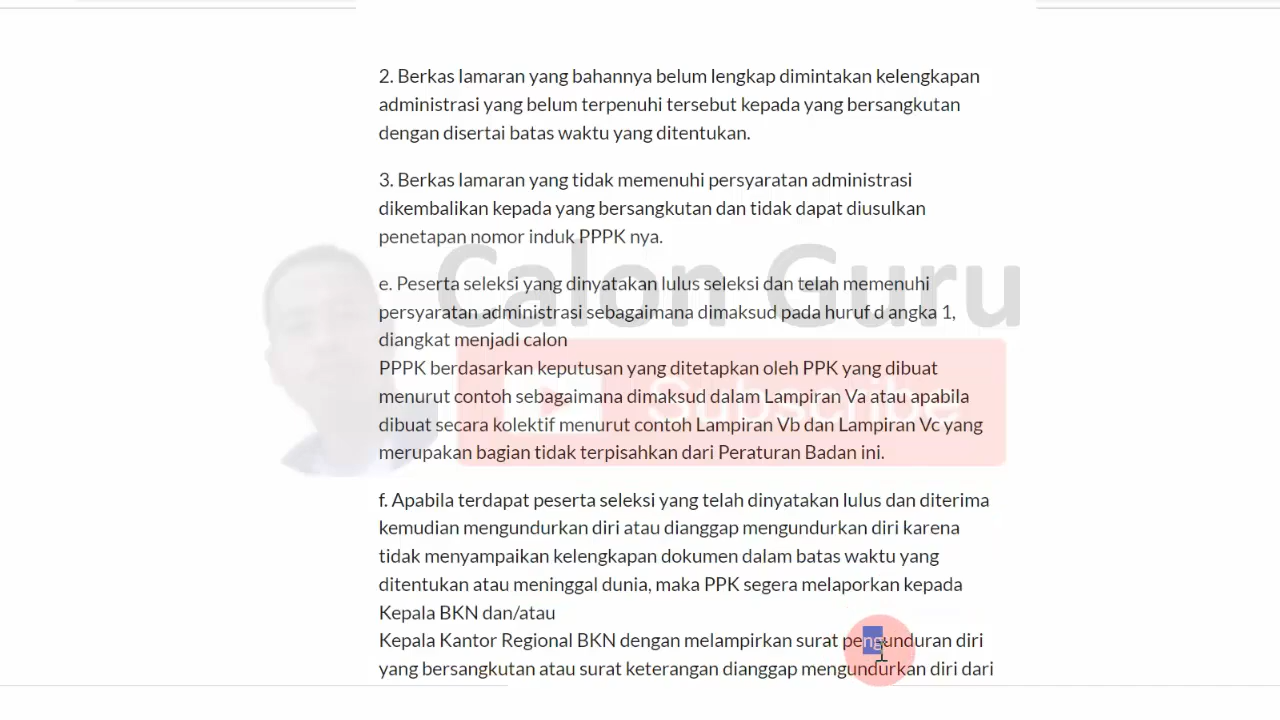 2. Berkas lamaran yang bahannya belum lengkap dimintakan kelengkapan
administrasi yang belum terpenuhi tersebut kepada yang bersangkutan
dengan disertai batas waktu yang ditentukan.
3. Berkas lamaran yang tidak memenuhi persyaratan administrasi
dikembalikan kepada yang bersangkutan dan tidak dapat diusulkan
penetapan nomor induk PPPK nya.
Calon Guru
e. Peserta seleksi yang dinyatakan lulus seleksi dan telah memenuhi
persyaratan administrasi sebagaimana dimaksud pada huruf d angka 1,
diangkat menjadi calon
PPPK berdasarkan keputusan yang ditetapkan oleh PPK yang dibuat
menurut contoh sebagaimana dimaksud dalam Lampiran Va atau apabila
Subscribe
dibuat secara kolektif menurut contoh Lampiran Vb dan Lampiran Vc yang
merupakan bagian tidak terpisahkan dari Peraturan Badan ini.
f. Apabila terdapat peserta seleksi yang telah dinyatakan lulus dan diterima
kemudian mengundurkan diri atau dianggap mengundurkan diri karena
tidak menyampaikan kelengkapan dokumen dalam batas waktu yang
ditentukan atau meninggal dunia, maka PPK segera melaporkan kepada
Kepala BKN dan/atau
Kepala Kantor Regional BKN dengan melampirkan surat pengunduran diri
yang bersangkutan atau surat keterangan dianggap mengundurkan diri dari